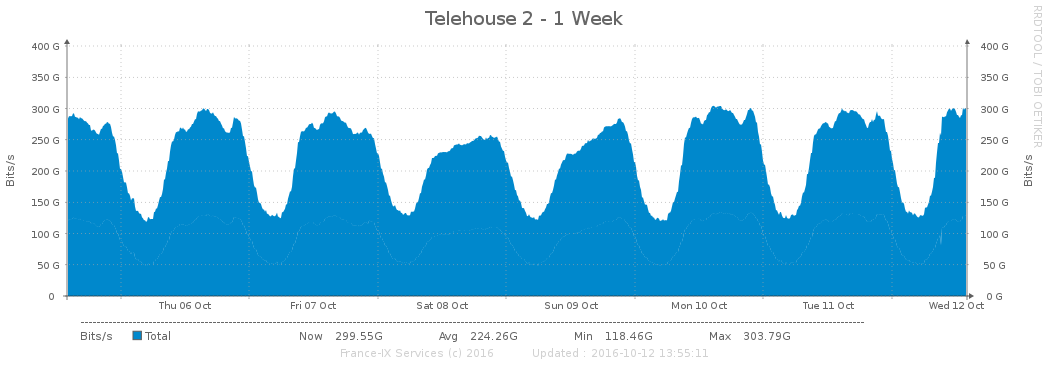 Telehouse 2 - 1 Week
RRDTOOL / TOBI OETIKER
Bits/s
400 G 400 G
350 G 350 G
300 G 300 G
250 G 250 G
200 G 200 G
150 G 150 G
100 G 100 G
50 G 50 G
0 0 G
Bits/s
Thu 06 Oct Fri 07 Oct Sat 08 Oct Sun 09 Oct Mon 10 Oct Tue 11 Oct Wed 12 Oct
Bits/s Total Now 299.55G Avg 224.26G Min 118.46G Max 303.79G
France-IX Services (c) 2016 Updated : 2016-10-12 13:55:11